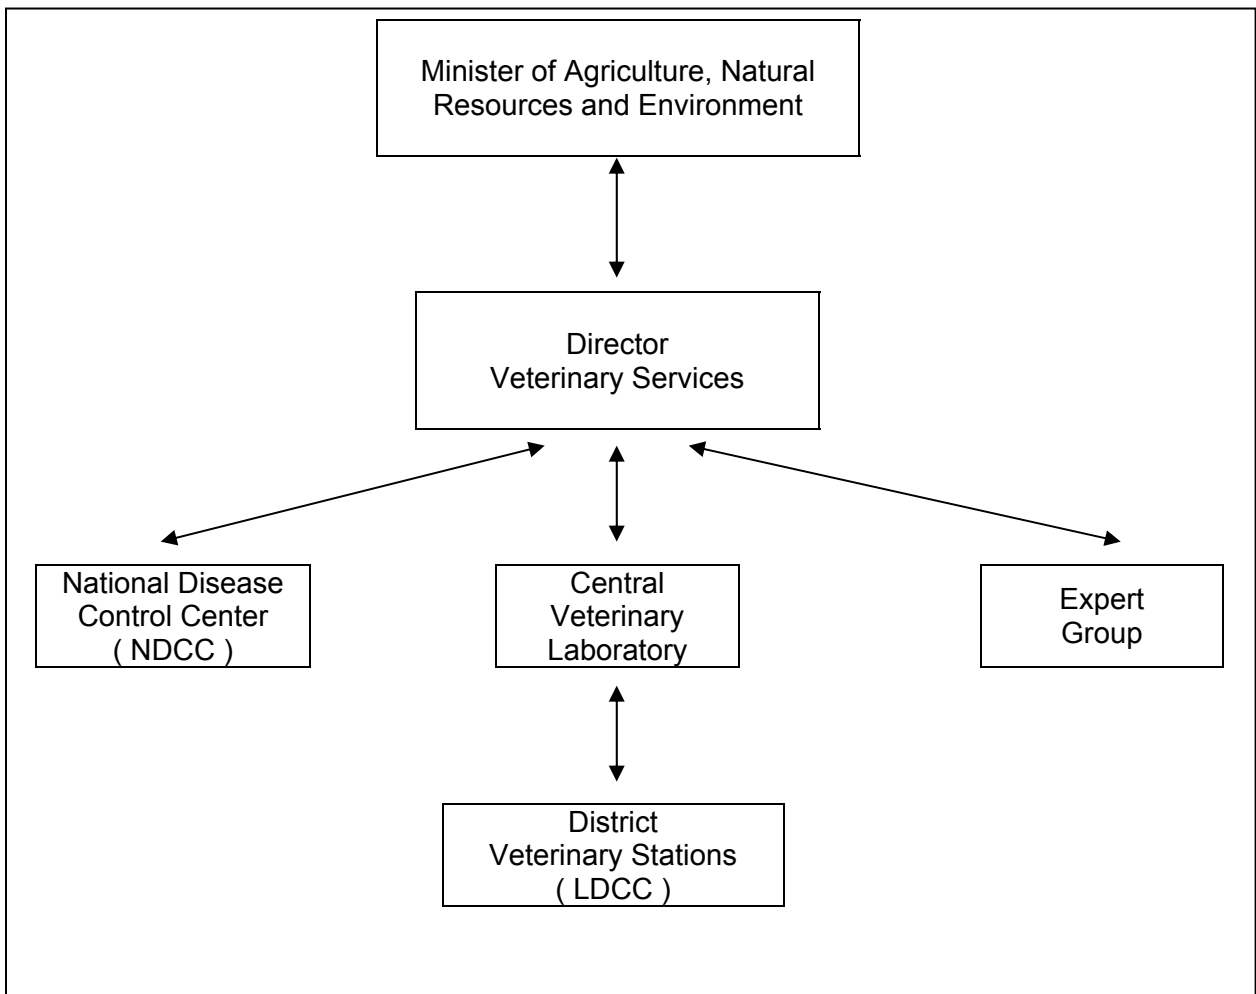 Minister of Agriculture, Natural
Resources and Environment
Director
Veterinary Services
National Disease
Control Center
( NDCC )
Central
Veterinary
Laboratory
Expert
Group
District
Veterinary Stations
( LDCC )